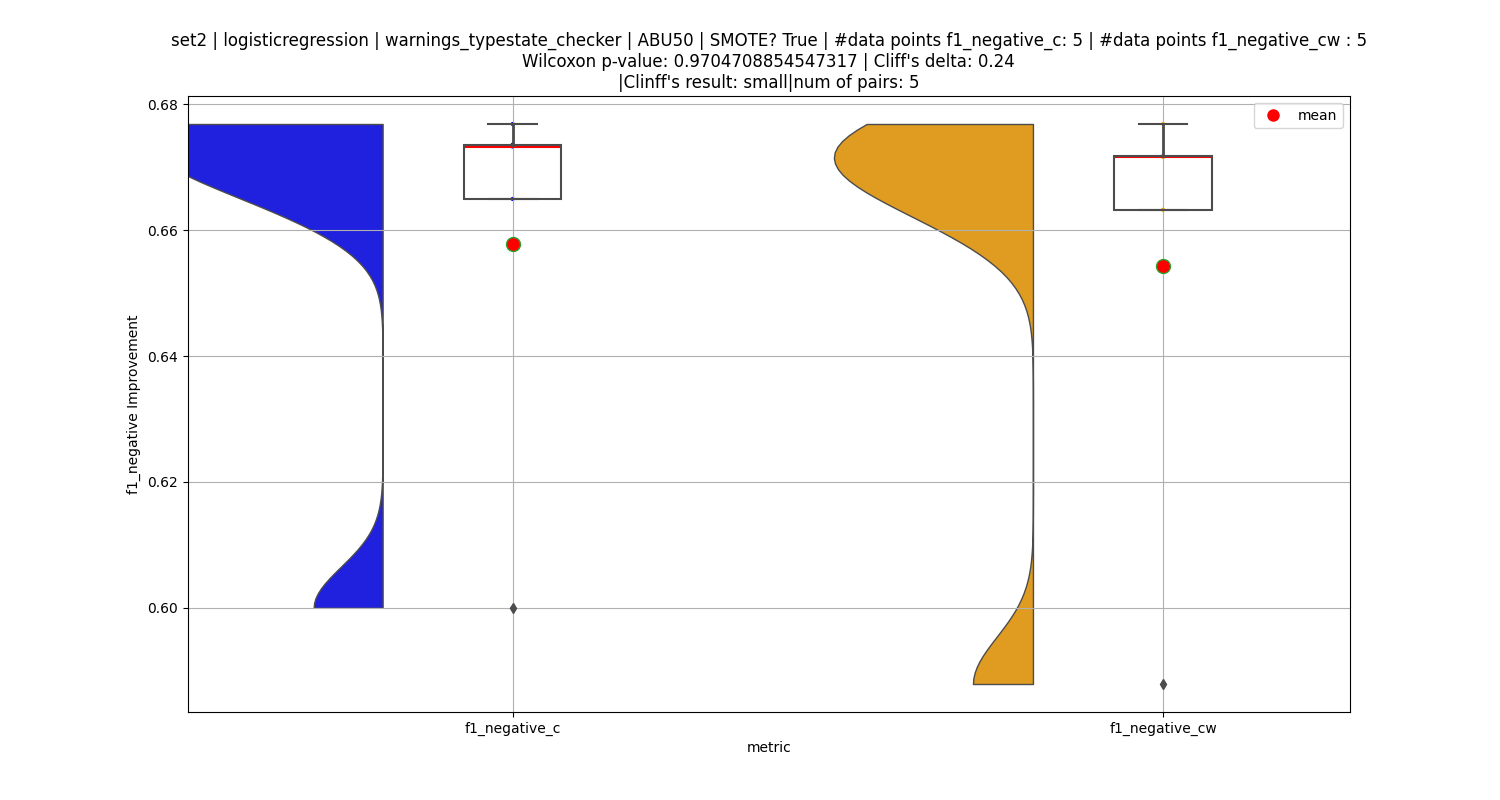 set2 | logisticregression | warnings_typestate_checker | ABU50 | SMOTE? True | #data points f1_negative_c: 5 | #data points f1_negative_cw : 5
Wilcoxon p-value: 0.9704708854547317 | Cliff's delta: 0.24
|Clinff's result: small|num of pairs: 5
mean
0.68
0.66
0.64
0.62
0.60
f1_negative Improvement
f1_negative_c
f1_negative_cw
metric